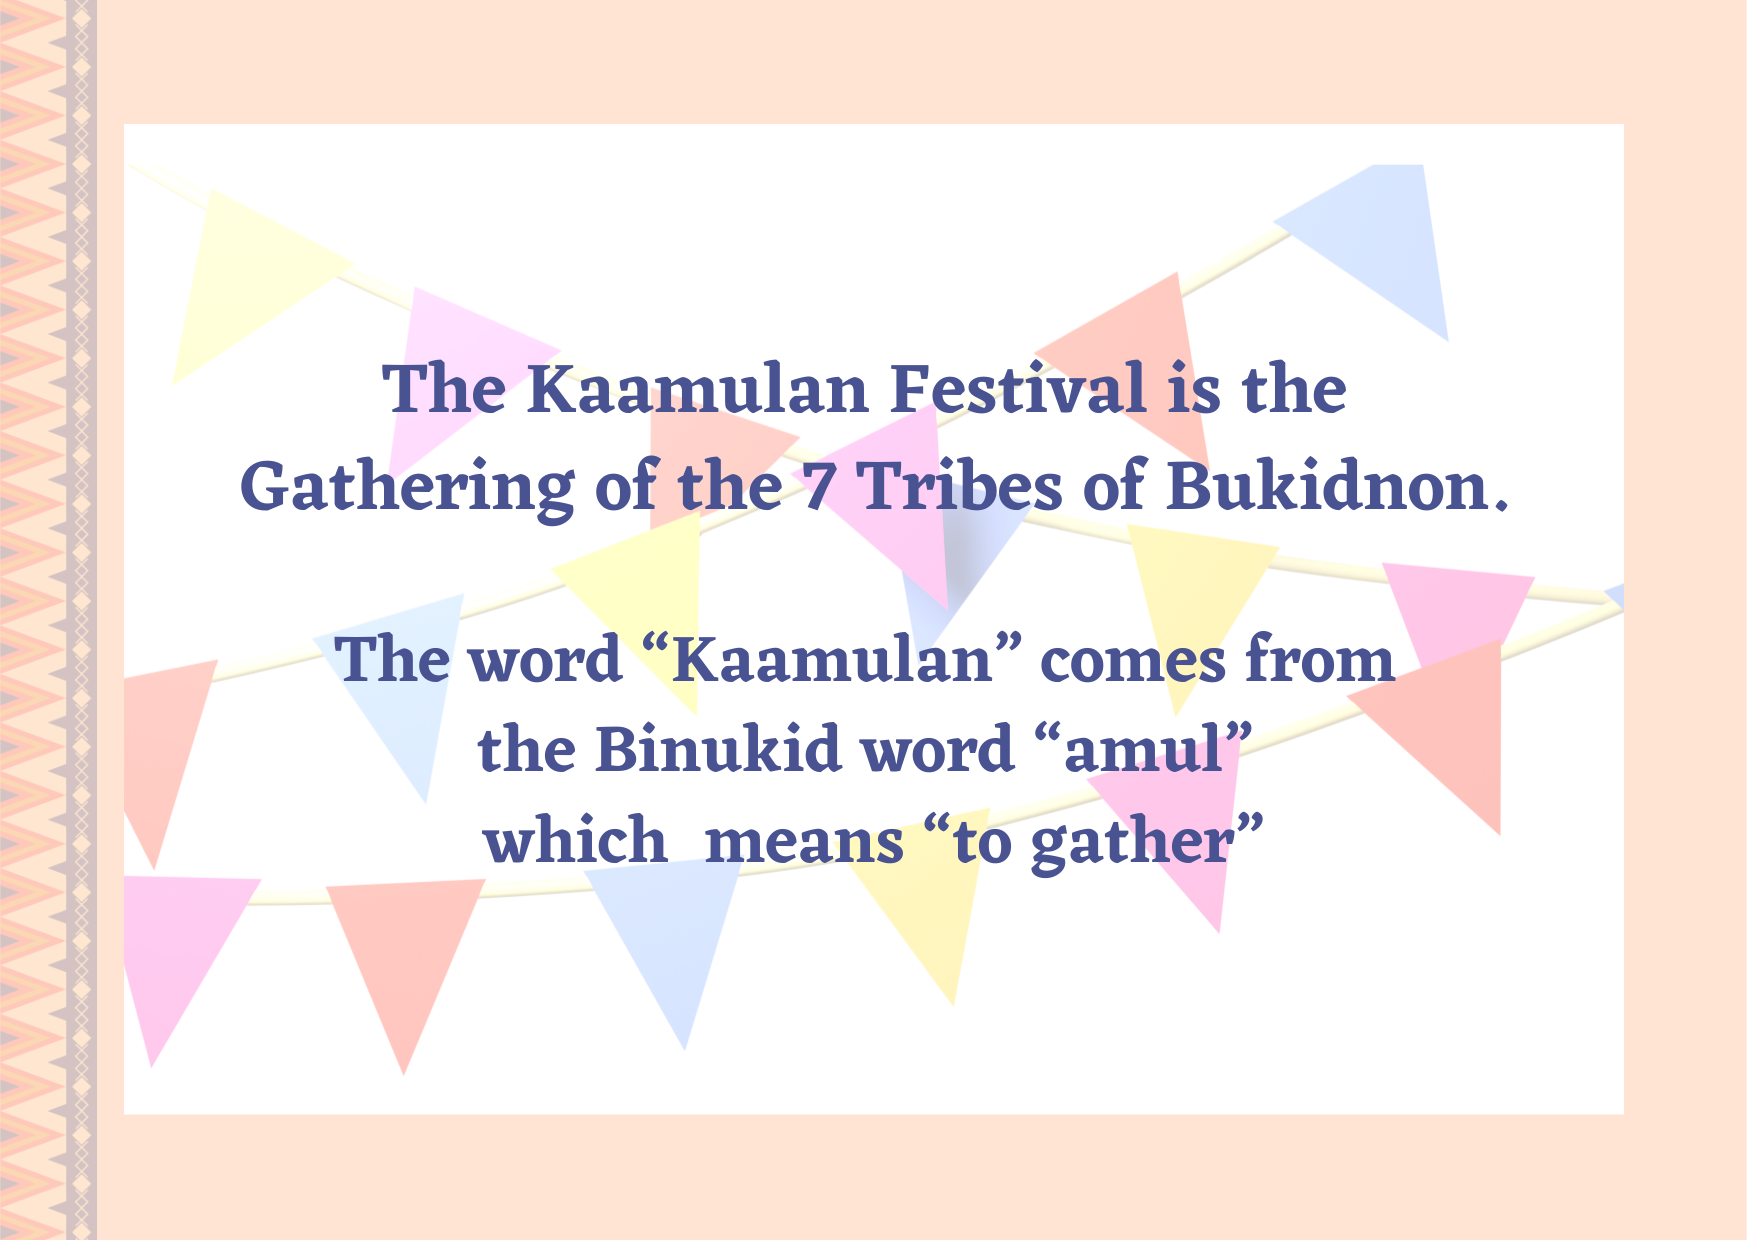 The Kaamulan Festival is the
Gathering of the 7 Tribes of Bukidnon.
The word “Kaamulan” comes from
the Binukid word “amul”
which  means “to gather”